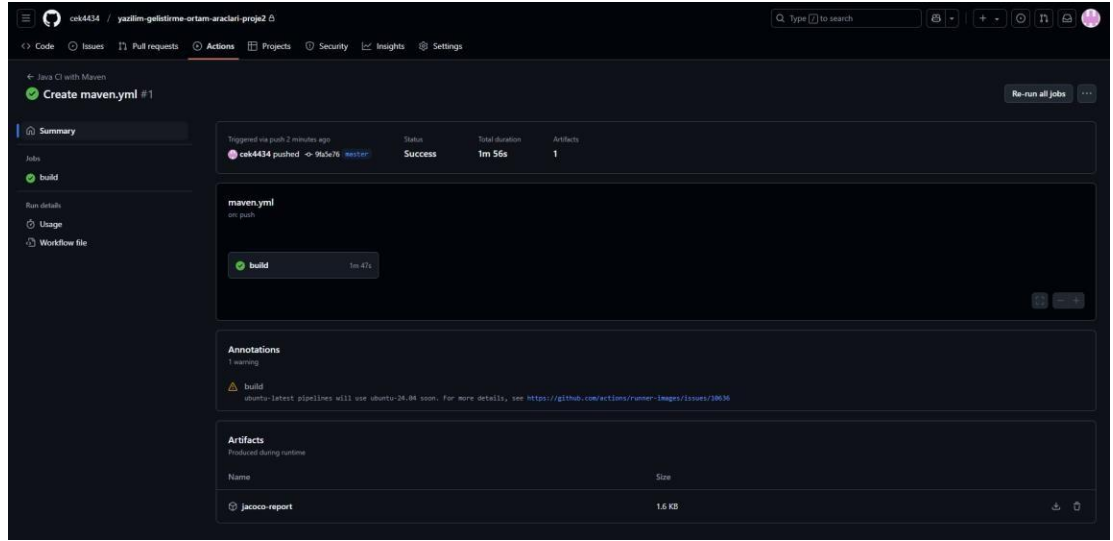 cek4434 / yazilim-gelistirme-ortam-araclari-proje2
Type / to search
Code Issues Pull requests Actions Projects Security Insights Settings
← Java CI with Maven
Create maven.yml #1
Re-run all jobs
Summary
Jobs
build
Run details
Usage
Workflow file
Triggered via push 2 minutes ago
cek4434 pushed 9fa5e76 master
Status
Success
Total duration
1m 56s
Artifacts
1
maven.yml
on: push
build 1m 47s
Annotations
1 warning
build
ubuntu-latest pipelines will use ubuntu-24.04 soon. For more details, see https://github.com/actions/runner-images/issues/10636
Artifacts
Produced during runtime
Name Size
jacoco-report 1.6 KB